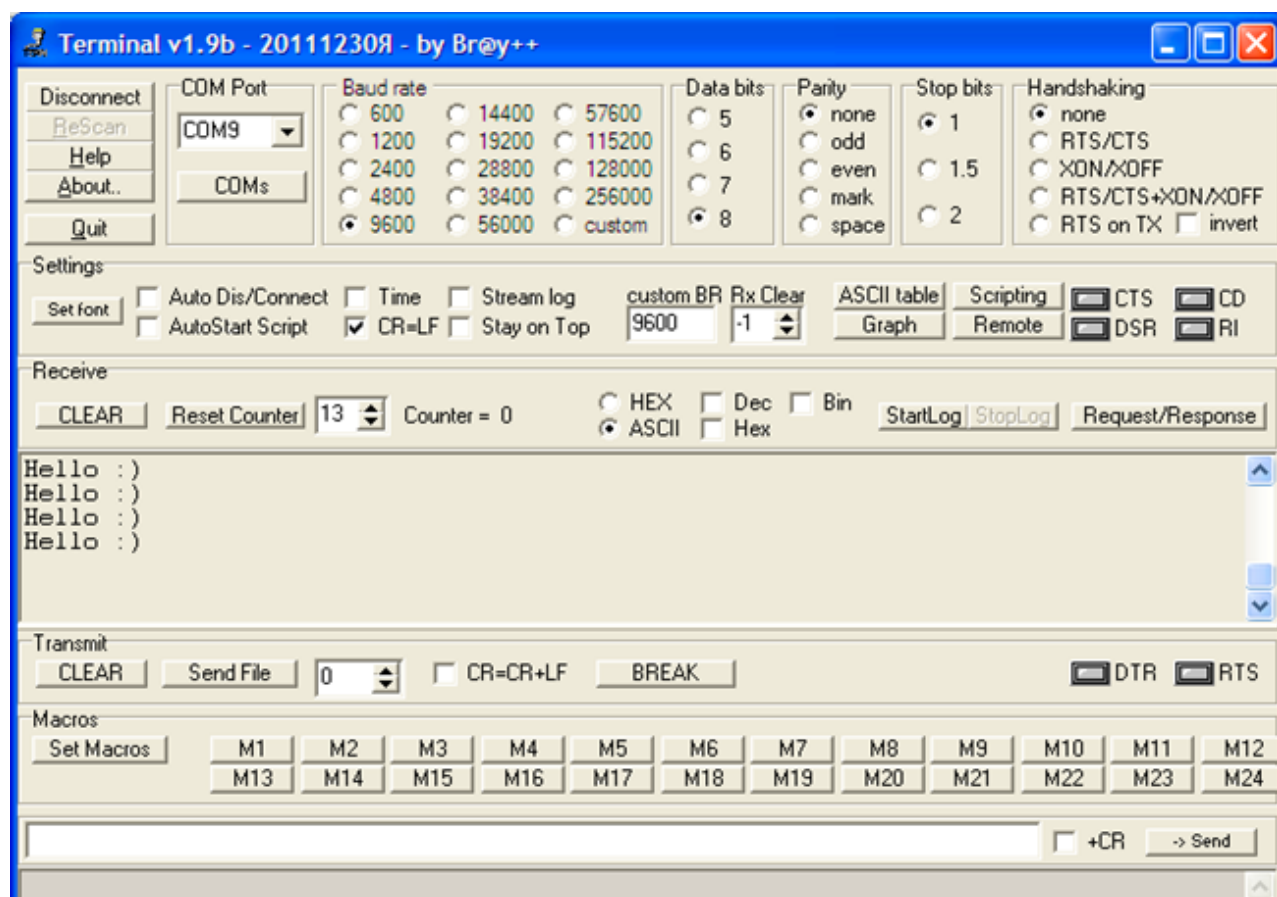 Terminal v1.9b - 20111230Я - by Br@y++
Disconnect
ReScan
Help
About..
Quit
COM Port
COM9
COMs
Baud rate
600 14400 57600
1200 19200 115200
2400 28800 128000
4800 38400 256000
9600 56000 custom
Data bits
5
6
7
8
Parity
none
odd
even
mark
space
Stop bits
1
1.5
2
Handshaking
none
RTS/CTS
XON/XOFF
RTS/CTS+XON/XOFF
RTS on TX invert
Settings
Set font
Auto Dis/Connect Time Stream log
AutoStart Script CR=LF Stay on Top
custom BR Rx Clear
9600 -1
ASCII table Scripting CTS CD
Graph Remote DSR RI
Receive
CLEAR Reset Counter 13 Counter = 0
HEX Dec Bin
ASCII Hex
StartLog StopLog Request/Response
Hello :)
Hello :)
Hello :)
Hello :)
Transmit
CLEAR Send File 0 CR=CR+LF BREAK DTR RTS
Macros
Set Macros M1 M2 M3 M4 M5 M6 M7 M8 M9 M10 M11 M12
M13 M14 M15 M16 M17 M18 M19 M20 M21 M22 M23 M24
+CR -> Send